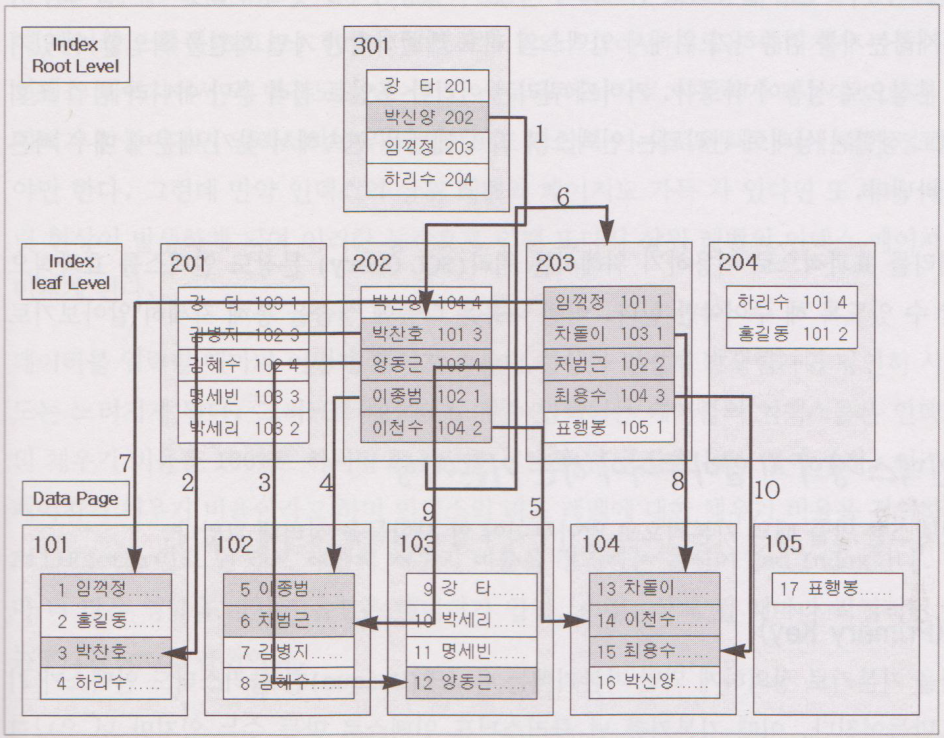 Index
Root Level
301
강 타 201
박신양 202
임꺽정 203
하리수 204
1
6
Index
leaf Level
201
강 타 103 1
김병지 102 3
김혜수 102 4
명세빈 103 3
박세리 103 2
202
박신양 104 4
박찬호 101 3
양동근 103 4
이종범 102 1
이천수 104 2
203
임꺽정 101 1
차돌이 103 1
차범근 102 2
최용수 104 3
표행봉 105 1
204
하리수 101 4
홍길동 101 2
7
2
3
4
9
5
8
10
Data Page
101
1 임꺽정......
2 홍길동......
3 박찬호......
4 하리수......
102
5 이종범......
6 차범근......
7 김병지......
8 김혜수......
103
9 강 타......
10 박세리......
11 명세빈......
12 양동근......
104
13 차돌이......
14 이천수......
15 최용수......
16 박신양......
105
17 표행봉......